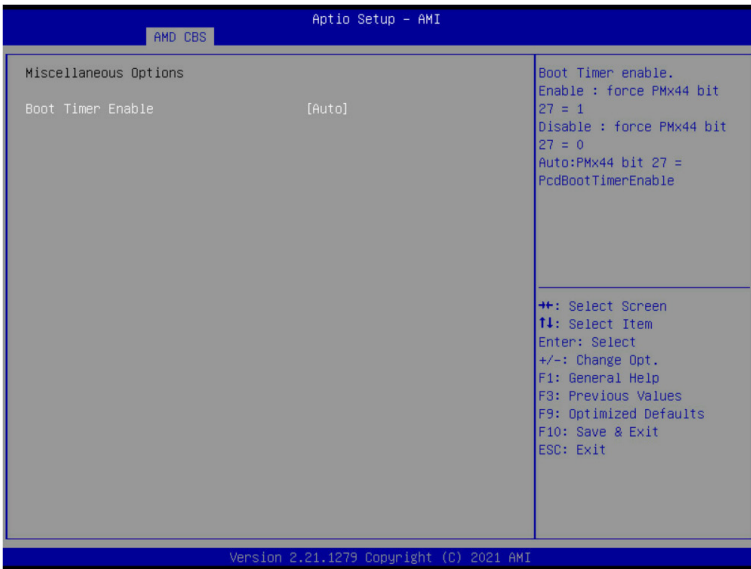 Aptio Setup - AMI
AMD CBS
Miscellaneous Options
Boot Timer Enable [Auto]
Boot Timer enable.
Enable : force PMx44 bit
27 = 1
Disable : force PMx44 bit
27 = 0
Auto:PMx44 bit 27 =
PcdBootTimerEnable
→←: Select Screen
↑↓: Select Item
Enter: Select
+/-: Change Opt.
F1: General Help
F3: Previous Values
F9: Optimized Defaults
F10: Save & Exit
ESC: Exit
Version 2.21.1279 Copyright (C) 2021 AMI